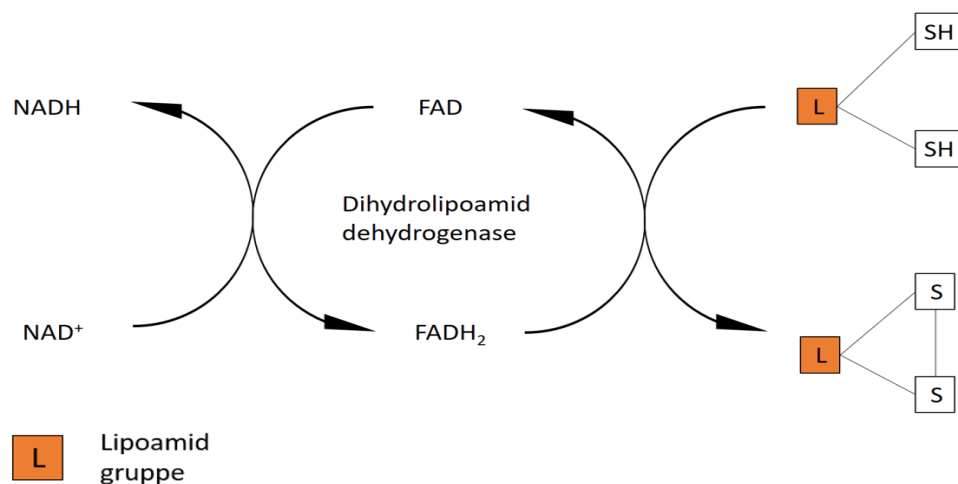 SH
NADH
FAD
L
SH
Dihydrolipoamid
dehydrogenase
S
NAD⁺
FADH₂
L
S
L
Lipoamid
gruppe